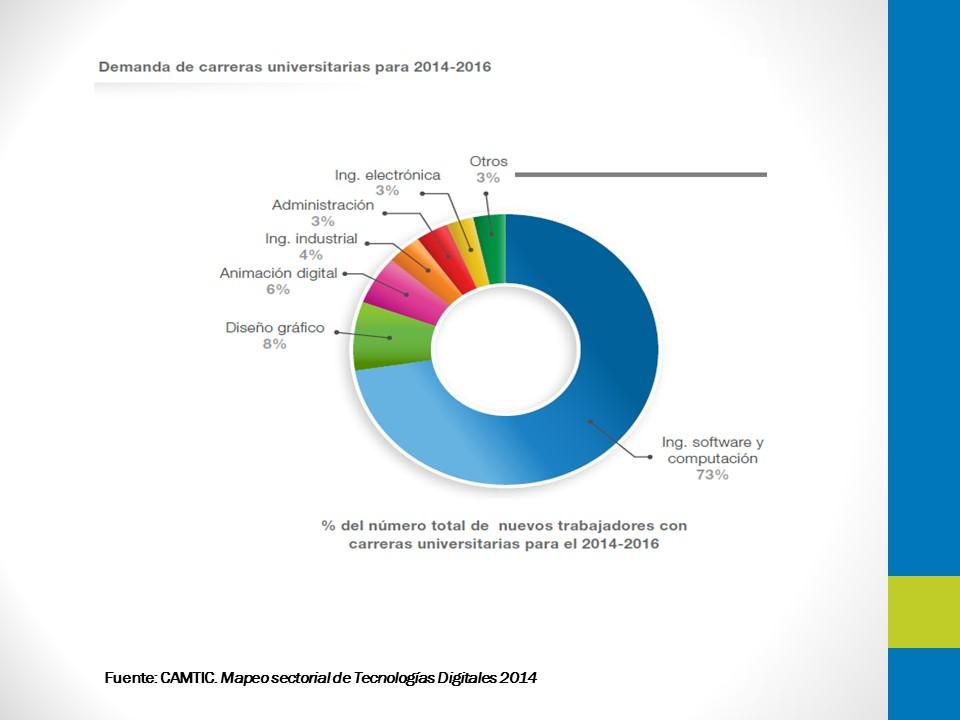 Demanda de carreras universitarias para 2014-2016
Otros
3%
Ing. electrónica
3%
Administración
3%
Ing. industrial
4%
Animación digital
6%
Diseño gráfico
8%
Ing. software y
computación
73%
% del número total de nuevos trabajadores con
carreras universitarias para el 2014-2016
Fuente: CAMTIC. Mapeo sectorial de Tecnologías Digitales 2014